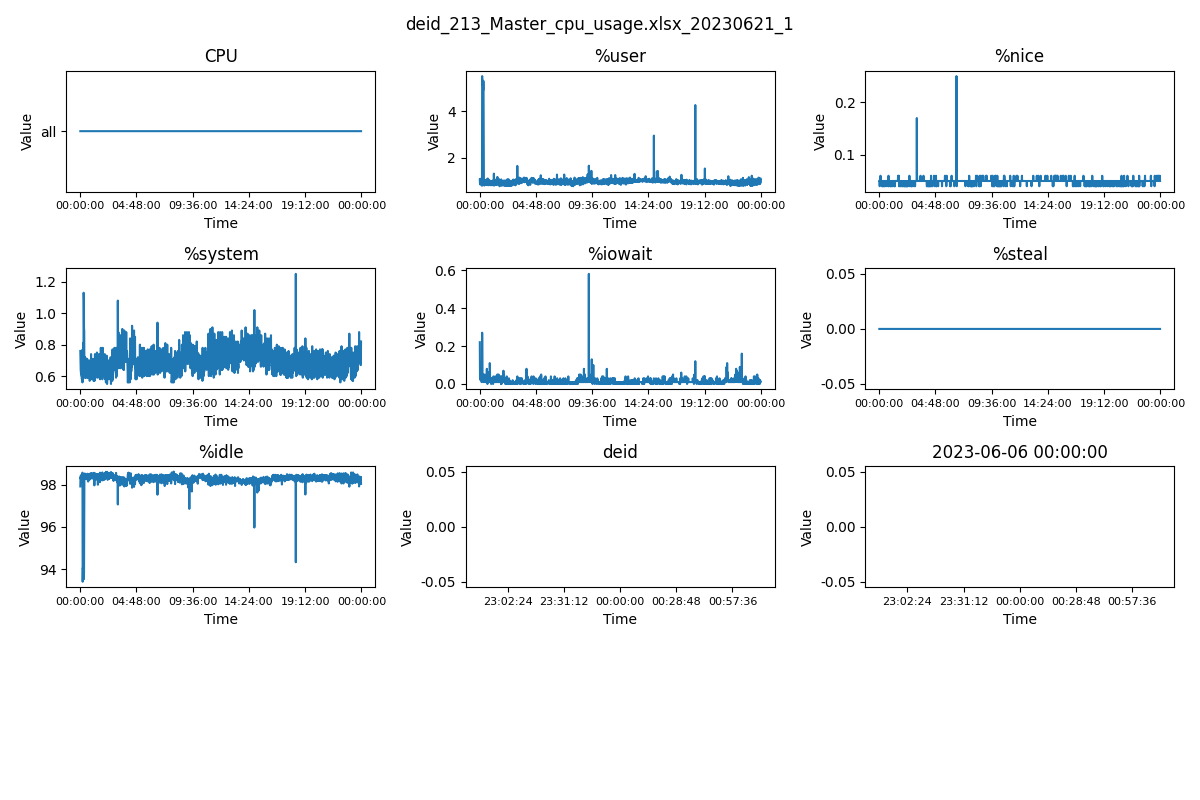 deid_213_Master_cpu_usage.xlsx_20230621_1
CPU
Value
all
00:00:00 04:48:00 09:36:00 14:24:00 19:12:00 00:00:00
Time
%user
Value
4
2
00:00:00 04:48:00 09:36:00 14:24:00 19:12:00 00:00:00
Time
%nice
Value
0.2
0.1
00:00:00 04:48:00 09:36:00 14:24:00 19:12:00 00:00:00
Time
%system
Value
1.2
1.0
0.8
0.6
00:00:00 04:48:00 09:36:00 14:24:00 19:12:00 00:00:00
Time
%iowait
Value
0.6
0.4
0.2
0.0
00:00:00 04:48:00 09:36:00 14:24:00 19:12:00 00:00:00
Time
%steal
Value
0.05
0.00
-0.05
00:00:00 04:48:00 09:36:00 14:24:00 19:12:00 00:00:00
Time
%idle
Value
98
96
94
00:00:00 04:48:00 09:36:00 14:24:00 19:12:00 00:00:00
Time
deid
Value
0.05
0.00
-0.05
23:02:24 23:31:12 00:00:00 00:28:48 00:57:36
Time
2023-06-06 00:00:00
Value
0.05
0.00
-0.05
23:02:24 23:31:12 00:00:00 00:28:48 00:57:36
Time